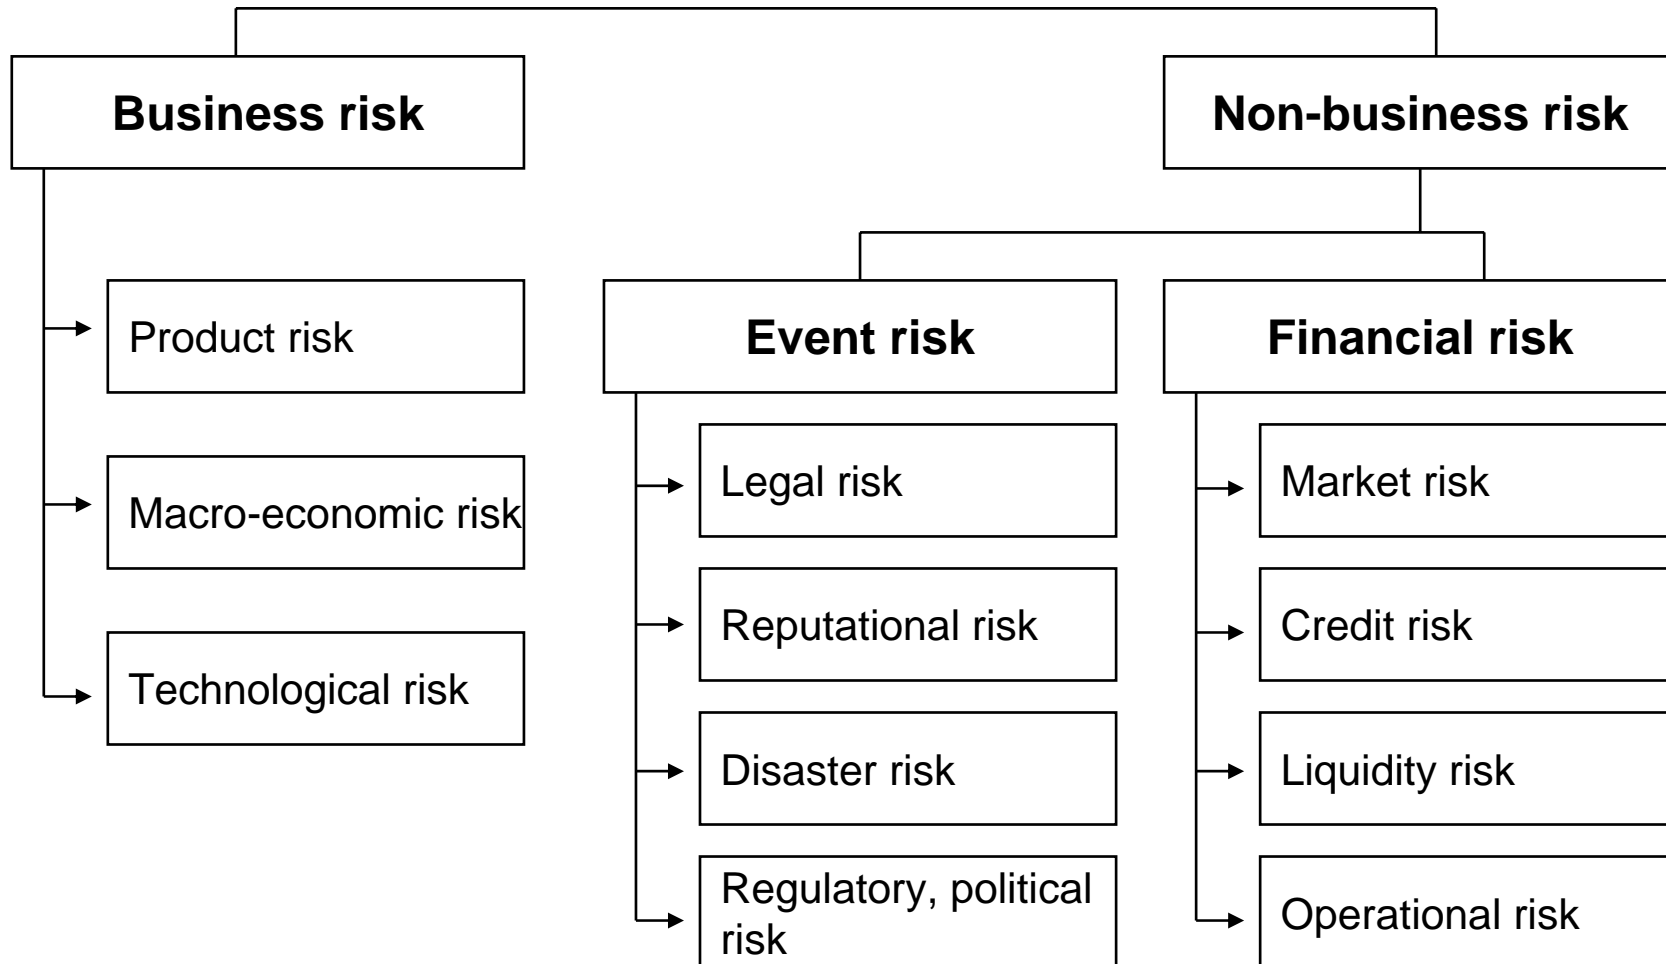 Business risk
Non-business risk
Product risk
Macro-economic risk
Technological risk
Event risk
Legal risk
Reputational risk
Disaster risk
Regulatory, political
risk
Financial risk
Market risk
Credit risk
Liquidity risk
Operational risk